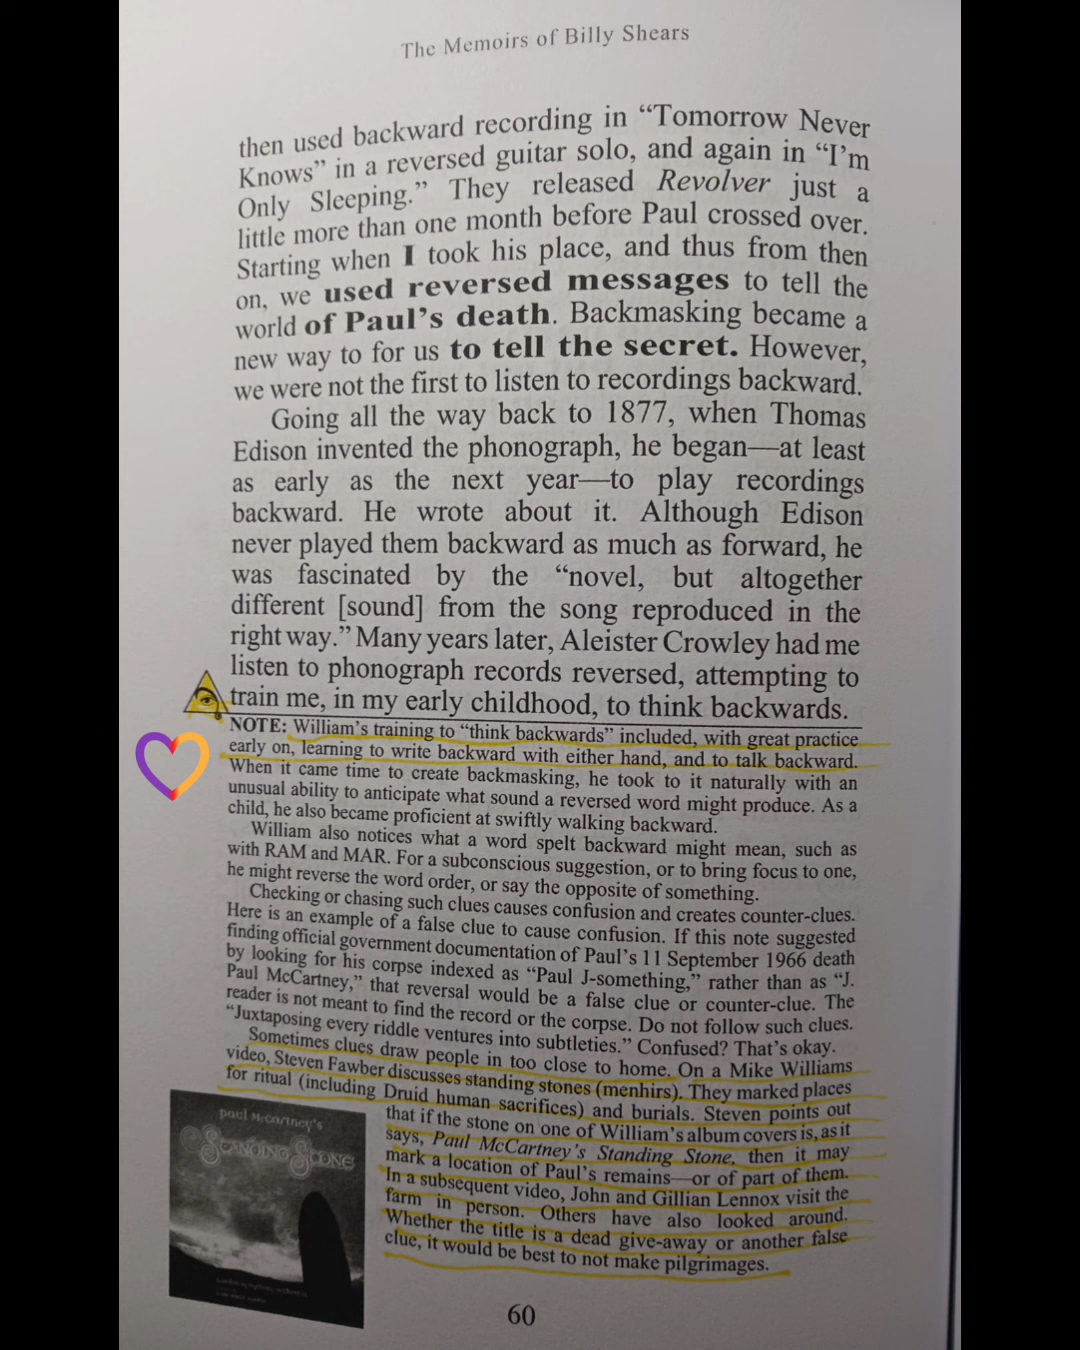 The Memoirs of Billy Shears
then used backward recording in “Tomorrow Never
Knows” in a reversed guitar solo, and again in “I’m
Only Sleeping.” They released Revolver just a
little more than one month before Paul crossed over.
Starting when I took his place, and thus from then
on, we used reversed messages to tell the
world of Paul’s death. Backmasking became a
new way to for us to tell the secret. However,
we were not the first to listen to recordings backward.
Going all the way back to 1877, when Thomas
Edison invented the phonograph, he began—at least
as early as the next year—to play recordings
backward. He wrote about it. Although Edison
never played them backward as much as forward, he
was fascinated by the “novel, but altogether
different [sound] from the song reproduced in the
right way.” Many years later, Aleister Crowley had me
listen to phonograph records reversed, attempting to
train me, in my early childhood, to think backwards.
NOTE: William’s training to “think backwards” included, with great practice
early on, learning to write backward with either hand, and to talk backward.
When it came time to create backmasking, he took to it naturally with an
unusual ability to anticipate what sound a reversed word might produce. As a
child, he also became proficient at swiftly walking backward.
William also notices what a word spelt backward might mean, such as
with RAM and MAR. For a subconscious suggestion, or to bring focus to one,
he might reverse the word order, or say the opposite of something.
Checking or chasing such clues causes confusion and creates counter-clues.
Here is an example of a false clue to cause confusion. If this note suggested
finding official government documentation of Paul’s 11 September 1966 death
by looking for his corpse indexed as “Paul J-something,” rather than as “J.
Paul McCartney,” that reversal would be a false clue or counter-clue. The
reader is not meant to find the record or the corpse. Do not follow such clues.
“Juxtaposing every riddle ventures into subtleties.” Confused? That’s okay.
Sometimes clues draw people in too close to home. On a Mike Williams
video, Steven Fawber discusses standing stones (menhirs). They marked places
for ritual (including Druid human sacrifices) and burials. Steven points out
that if the stone on one of William’s album covers is, as it
says, Paul McCartney’s Standing Stone, then it may
mark a location of Paul’s remains—or of part of them.
In a subsequent video, John and Gillian Lennox visit the
farm in person. Others have also looked around.
Whether the title is a dead give-away or another false
clue, it would be best to not make pilgrimages.
paul mccartney's
STANDING STONE
60